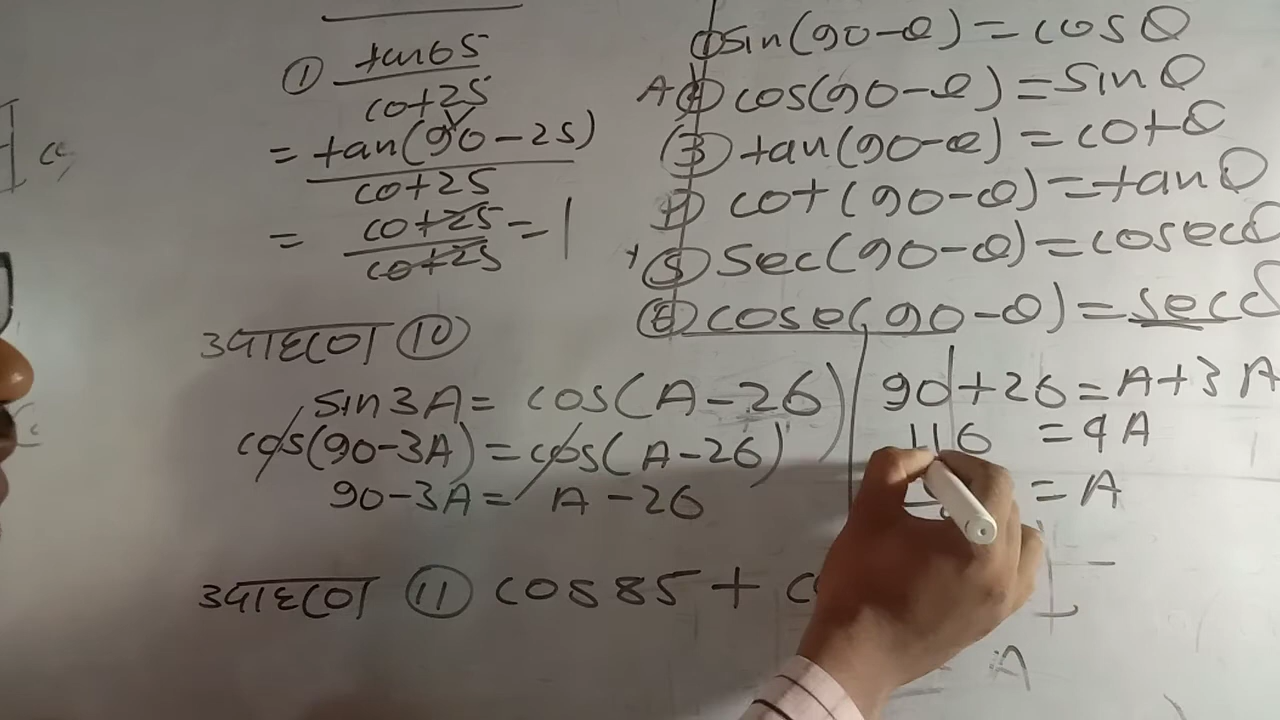 ① tan65
cot25
= tan(90-25)
cot25
= cot25 = 1
cot25
① sin(90-θ) = cosθ
② cos(90-θ) = sinθ
③ tan(90-θ) = cotθ
④ cot(90-θ) = tanθ
⑤ sec(90-θ) = cosecθ
⑥ cose(90-θ) = secθ
उदाहरण ⑩
sin3A = cos(A-26)
cos(90-3A) = cos(A-26)
90-3A = A-26
90+26 = A+3A
116 = 4A
= A
= A
उदाहरण ⑪ cos85 +